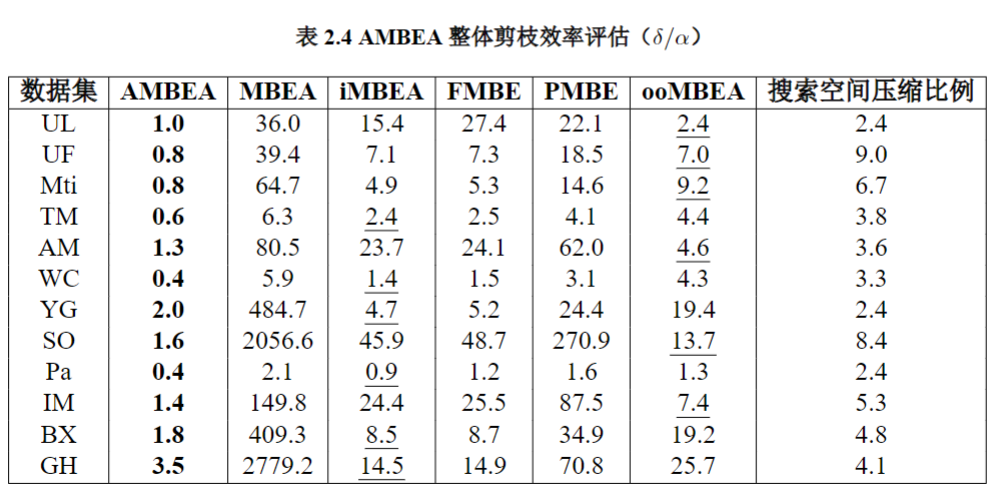 表 2.4 AMBEA 整体剪枝效率评估（δ/α）
数据集 AMBEA MBEA iMBEA FMBE PMBE ooMBEA 搜索空间压缩比例
UL 1.0 36.0 15.4 27.4 22.1 2.4 2.4
UF 0.8 39.4 7.1 7.3 18.5 7.0 9.0
Mti 0.8 64.7 4.9 5.3 14.6 9.2 6.7
TM 0.6 6.3 2.4 2.5 4.1 4.4 3.8
AM 1.3 80.5 23.7 24.1 62.0 4.6 3.6
WC 0.4 5.9 1.4 1.5 3.1 4.3 3.3
YG 2.0 484.7 4.7 5.2 24.4 19.4 2.4
SO 1.6 2056.6 45.9 48.7 270.9 13.7 8.4
Pa 0.4 2.1 0.9 1.2 1.6 1.3 2.4
IM 1.4 149.8 24.4 25.5 87.5 7.4 5.3
BX 1.8 409.3 8.5 8.7 34.9 19.2 4.8
GH 3.5 2779.2 14.5 14.9 70.8 25.7 4.1